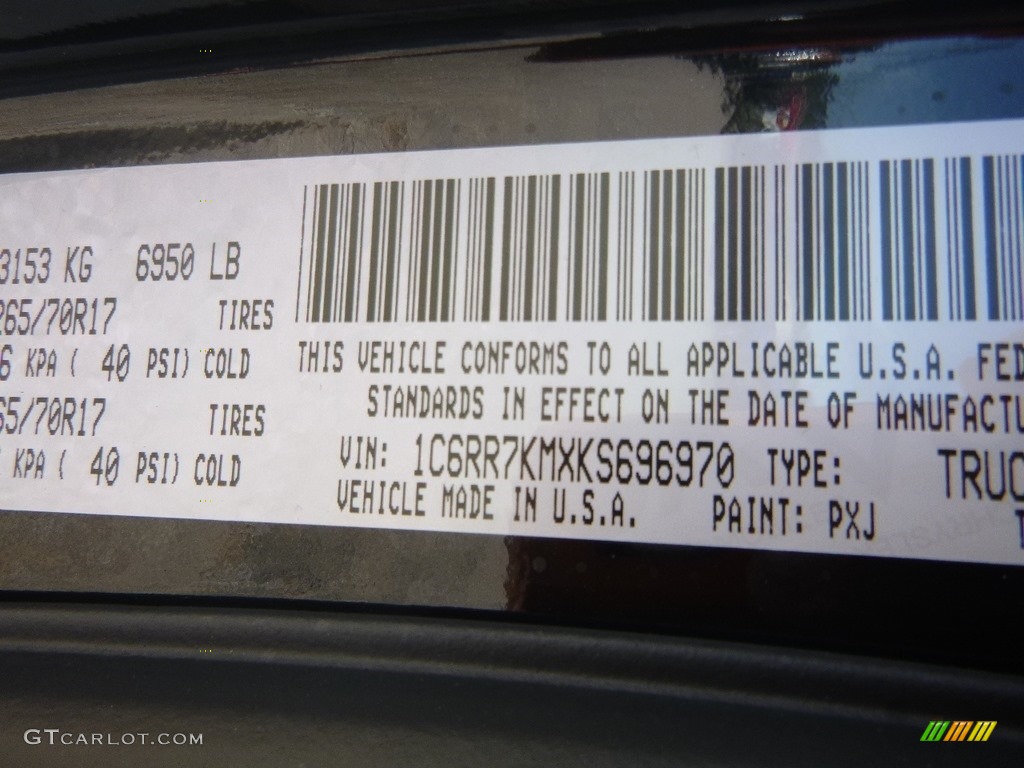 3153 KG 6950 LB
265/70R17 TIRES
6 KPA ( 40 PSI) COLD
65/70R17 TIRES
KPA ( 40 PSI) COLD
THIS VEHICLE CONFORMS TO ALL APPLICABLE U.S.A. FED
STANDARDS IN EFFECT ON THE DATE OF MANUFACTU
VIN: 1C6RR7KMXKS696970 TYPE: TRUC
VEHICLE MADE IN U.S.A. PAINT: PXJ
GTCARLOT.COM